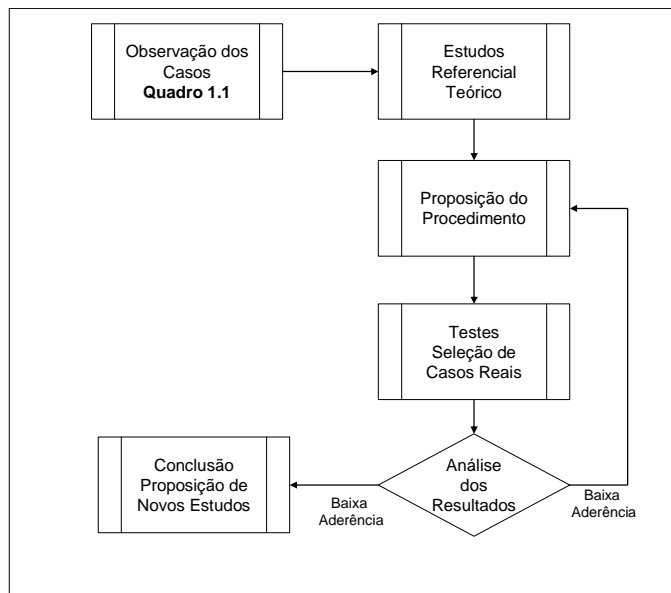 Observação dos
Casos
Quadro 1.1
Estudos
Referencial
Teórico
Proposição do
Procedimento
Testes
Seleção de
Casos Reais
Análise
dos
Resultados
Baixa
Aderência
Baixa
Aderência
Conclusão
Proposição de
Novos Estudos